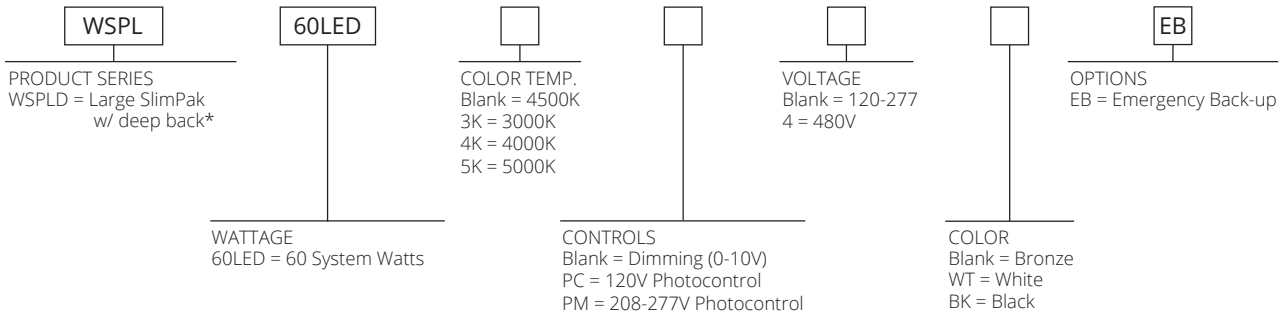 WSPL
60LED
EB
PRODUCT SERIES
WSPLD = Large SlimPak
w/ deep back*
COLOR TEMP.
Blank = 4500K
3K = 3000K
4K = 4000K
5K = 5000K
VOLTAGE
Blank = 120-277
4 = 480V
OPTIONS
EB = Emergency Back-up
WATTAGE
60LED = 60 System Watts
CONTROLS
Blank = Dimming (0-10V)
PC = 120V Photocontrol
PM = 208-277V Photocontrol
COLOR
Blank = Bronze
WT = White
BK = Black